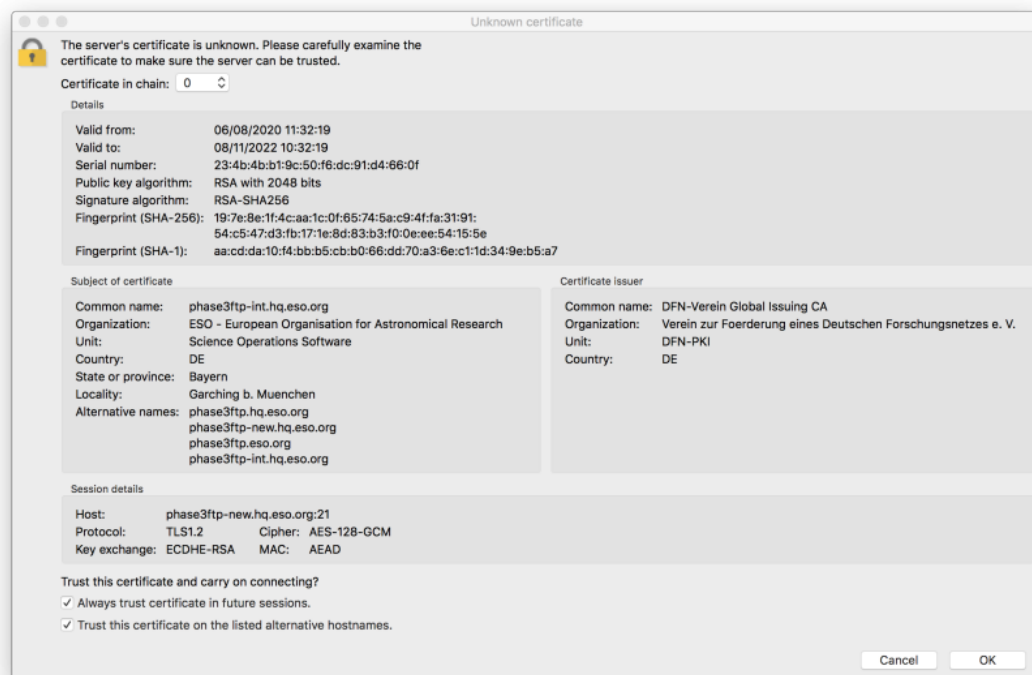 Unknown certificate
The server's certificate is unknown. Please carefully examine the
certificate to make sure the server can be trusted.
Certificate in chain: 0
Details
Valid from: 06/08/2020 11:32:19
Valid to: 08/11/2022 10:32:19
Serial number: 23:4b:4b:b1:9c:50:f6:dc:91:d4:66:0f
Public key algorithm: RSA with 2048 bits
Signature algorithm: RSA-SHA256
Fingerprint (SHA-256): 19:7e:8e:1f:4c:aa:1c:0f:65:74:5a:c9:4f:fa:31:91:
54:c5:47:d3:fb:17:1e:8d:83:b3:f0:0e:ee:54:15:5e
Fingerprint (SHA-1): aa:cd:da:10:f4:bb:b5:cb:b0:66:dd:70:a3:6e:c1:1d:34:9e:b5:a7
Subject of certificate
Common name: phase3ftp-int.hq.eso.org
Organization: ESO - European Organisation for Astronomical Research
Unit: Science Operations Software
Country: DE
State or province: Bayern
Locality: Garching b. Muenchen
Alternative names: phase3ftp.hq.eso.org
phase3ftp-new.hq.eso.org
phase3ftp.eso.org
phase3ftp-int.hq.eso.org
Certificate issuer
Common name: DFN-Verein Global Issuing CA
Organization: Verein zur Foerderung eines Deutschen Forschungsnetzes e. V.
Unit: DFN-PKI
Country: DE
Session details
Host: phase3ftp-new.hq.eso.org:21
Protocol: TLS1.2 Cipher: AES-128-GCM
Key exchange: ECDHE-RSA MAC: AEAD
Trust this certificate and carry on connecting?
Always trust certificate in future sessions.
Trust this certificate on the listed alternative hostnames.
Cancel OK